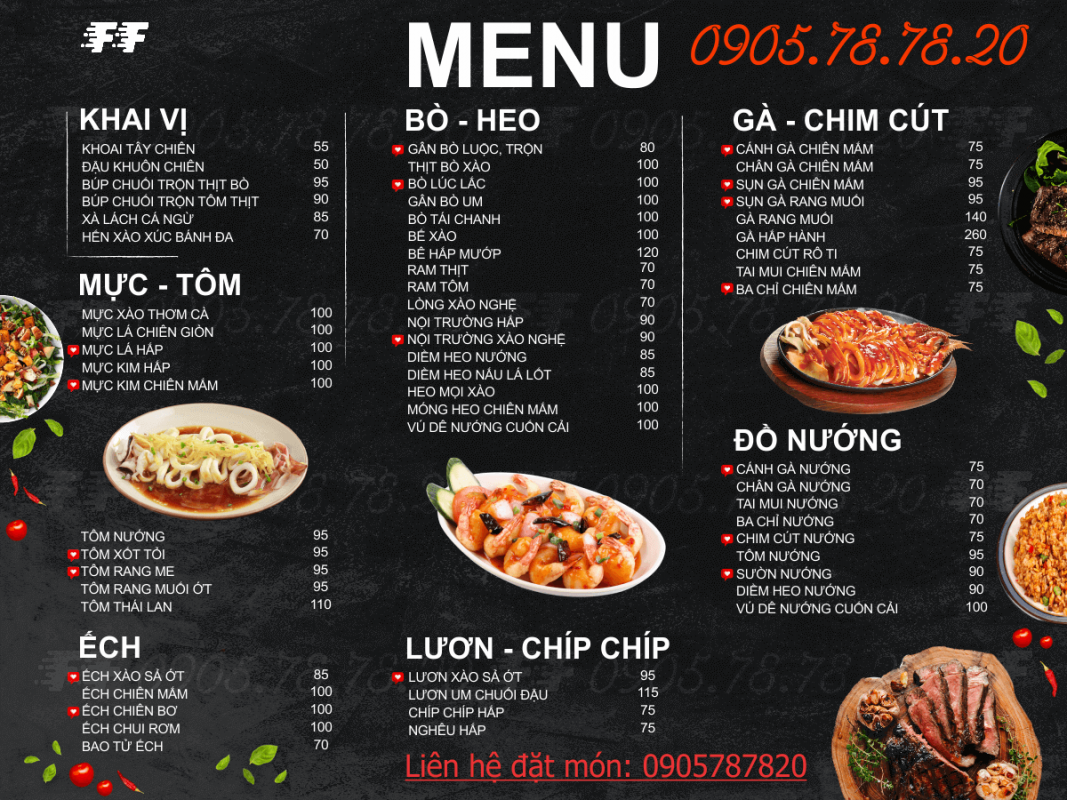 FF
MENU
0905.78.78.20
KHAI VỊ
KHOAI TÂY CHIÊN 55
ĐẬU KHUÔN CHIÊN 50
BÚP CHUỐI TRỘN THỊT BÒ 95
BÚP CHUỐI TRỘN TÔM THỊT 90
XÀ LÁCH CÁ NGỪ 85
HẾN XÀO XÚC BÁNH ĐA 70
MỰC - TÔM
MỰC XÀO THƠM CÀ 100
MỰC LÁ CHIÊN GIÒN 100
MỰC LÁ HẤP 100
MỰC KIM HẤP 100
MỰC KIM CHIÊN MẮM 100
TÔM NƯỚNG 95
TÔM XỐT TỎI 95
TÔM RANG ME 95
TÔM RANG MUỐI ỚT 95
TÔM THÁI LAN 110
ẾCH
ẾCH XÀO SẢ ỚT 85
ẾCH CHIÊN MẮM 100
ẾCH CHIÊN BƠ 100
ẾCH CHUI RƠM 100
BAO TỬ ẾCH 70
BÒ - HEO
GÂN BÒ LUỘC, TRỘN 80
THỊT BÒ XÀO 100
BÒ LÚC LẮC 100
GÂN BÒ UM 100
BÒ TÁI CHANH 100
BÊ XÀO 100
BÊ HẤP MƯỚP 120
RAM THỊT 70
RAM TÔM 70
LÒNG XÀO NGHỆ 70
NỌI TRƯỜNG HẤP 90
NỘI TRƯỜNG XÀO NGHỆ 90
DIỀM HEO NƯỚNG 85
DIỀM HEO NẤU LÁ LỐT 85
HEO MỌI XÀO 100
MÓNG HEO CHIÊN MẮM 100
VÚ DÊ NƯỚNG CUỐN CẢI 100
LƯƠN - CHÍP CHÍP
LƯƠN XÀO SẢ ỚT 95
LƯƠN UM CHUỐI ĐẬU 115
CHÍP CHÍP HẤP 75
NGHÊU HẤP 75
GÀ - CHIM CÚT
CÁNH GÀ CHIÊN MẮM 75
CHÂN GÀ CHIÊN MẮM 75
SỤN GÀ CHIÊN MẮM 95
SỤN GÀ RANG MUỐI 95
GÀ RANG MUỐI 140
GÀ HẤP HÀNH 260
CHIM CÚT RÔ TI 75
TAI MUI CHIÊN MẮM 75
BA CHỈ CHIÊN MẮM 75
ĐỒ NƯỚNG
CÁNH GÀ NƯỚNG 75
CHÂN GÀ NƯỚNG 70
TAI MUI NƯỚNG 70
BA CHỈ NƯỚNG 70
CHIM CÚT NƯỚNG 75
TÔM NƯỚNG 95
SƯỜN NƯỚNG 90
DIỀM HEO NƯỚNG 90
VÚ DÊ NƯỚNG CUỐN CẢI 100
Liên hệ đặt món: 0905787820